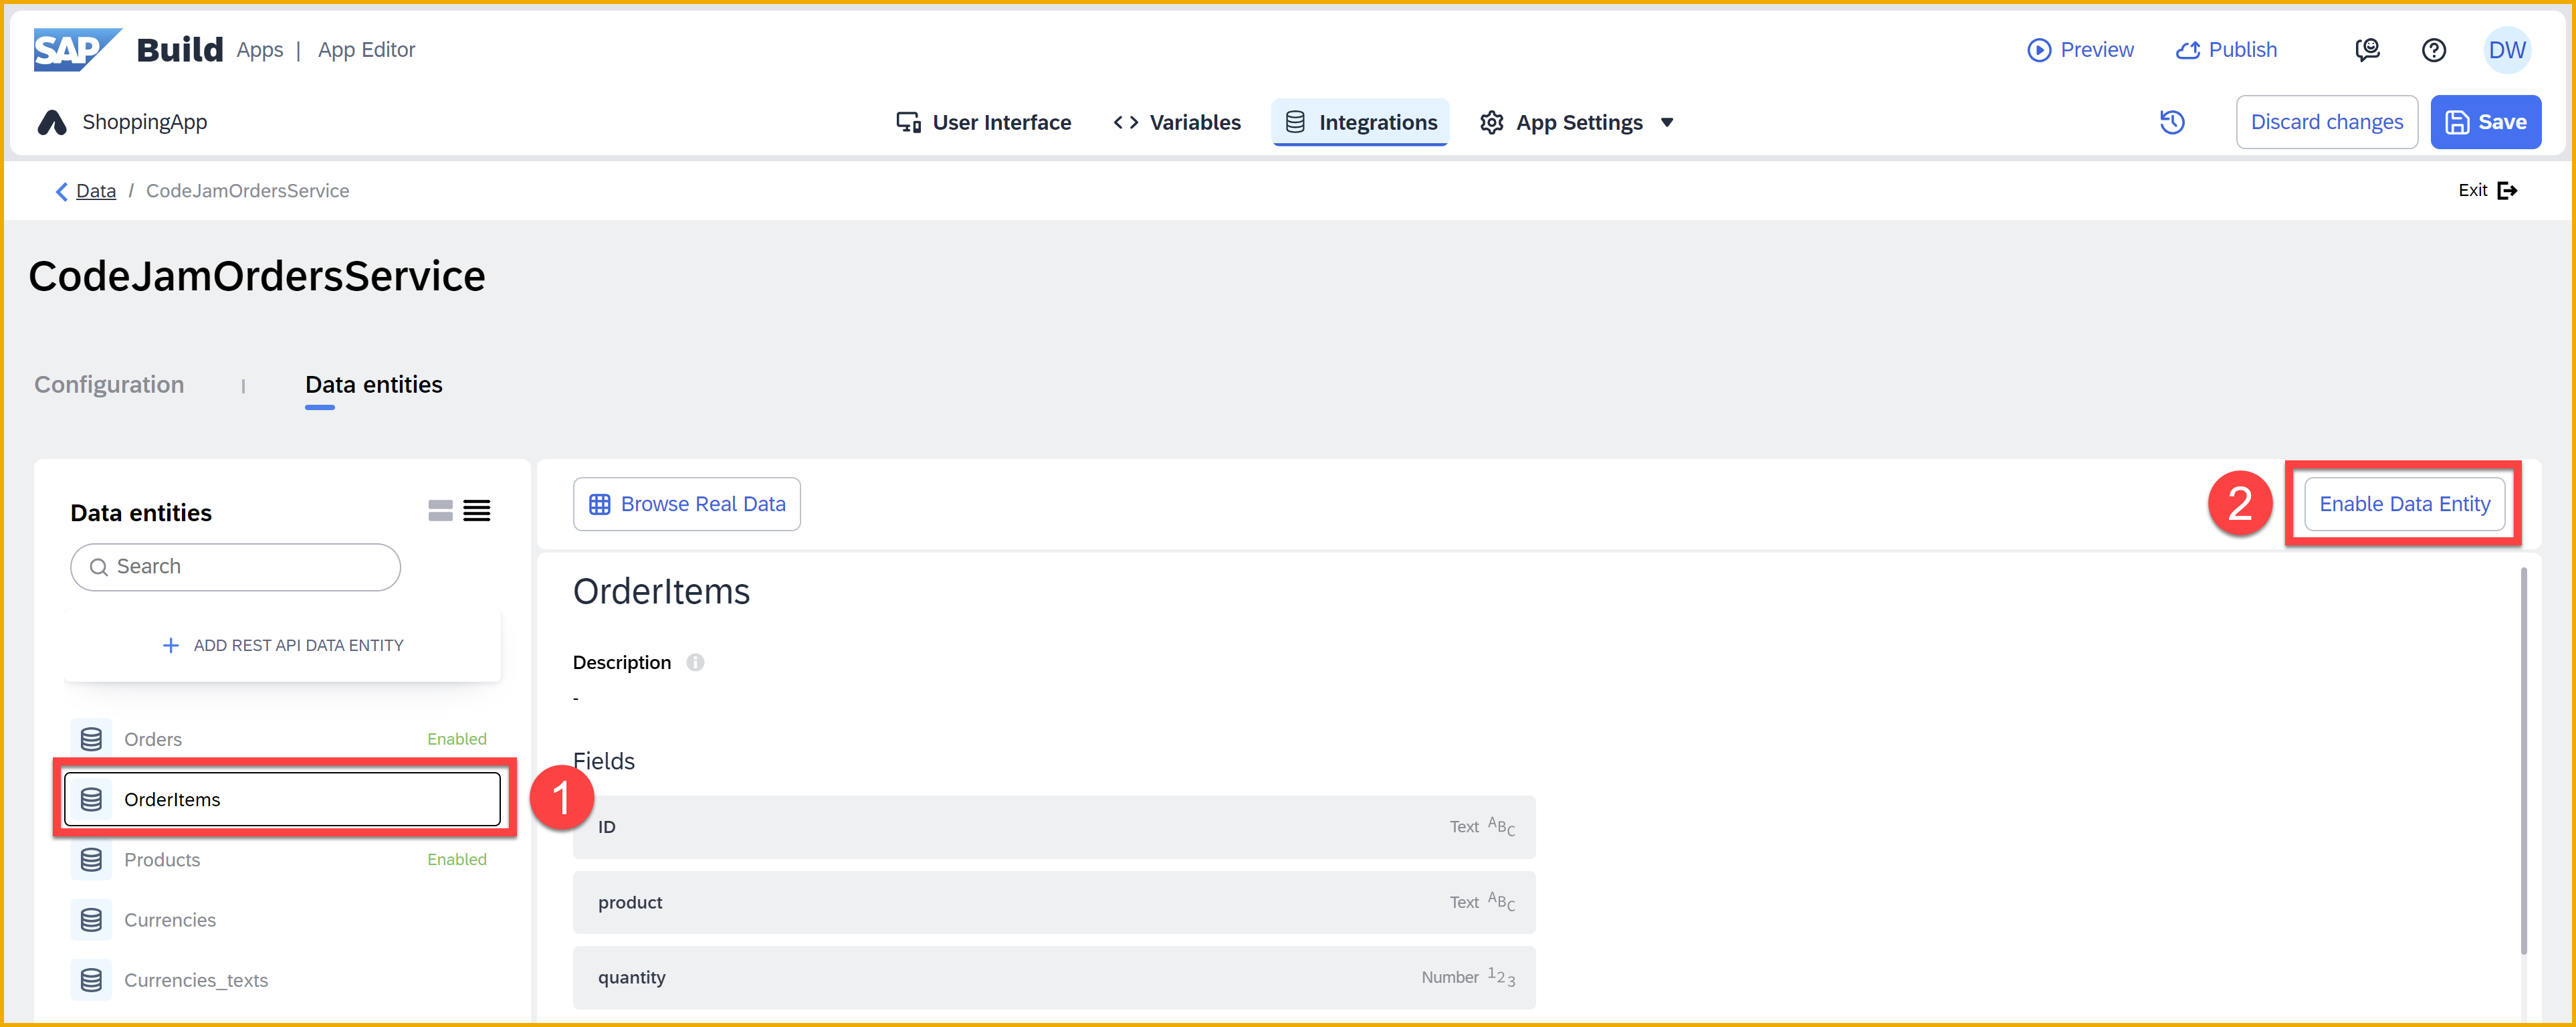 SAP Build Apps | App Editor
Preview Publish DW
ShoppingApp
User Interface Variables Integrations App Settings
Discard changes Save
Data / CodeJamOrdersService
Exit
CodeJamOrdersService
Configuration | Data entities
Data entities
Search
+ ADD REST API DATA ENTITY
Orders Enabled
OrderItems
1
Products Enabled
Currencies
Currencies_texts
Browse Real Data
2
Enable Data Entity
OrderItems
Description
-
Fields
ID Text ABC
product Text ABC
quantity Number 123